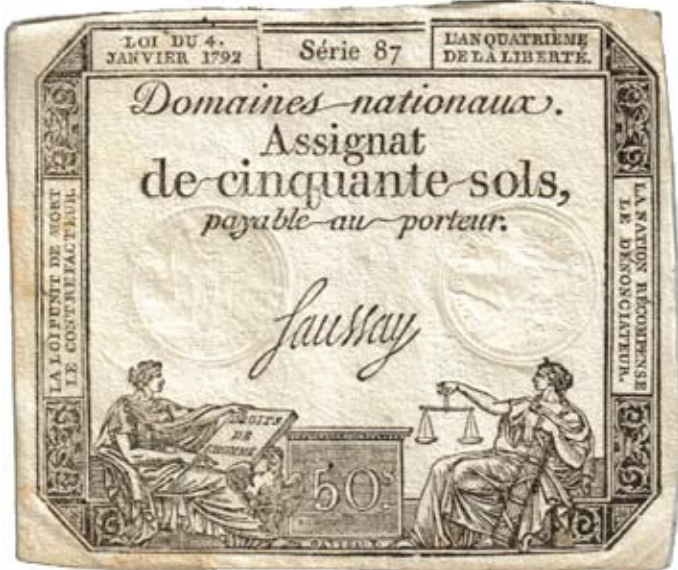 LOI DU 4.
JANVIER 1792
Série 87
L'AN QUATRIÈME
DE LA LIBERTÉ.
Domaines nationaux.
Assignat
de cinquante sols,
payable au porteur.
Saussay
LA LOI PUNIT DE MORT
LE CONTREFACTEUR.
LA NATION RÉCOMPENSE
LE DÉNONCIATEUR.
DROITS
DE
L'HOMME
50.s
GATTEAUX